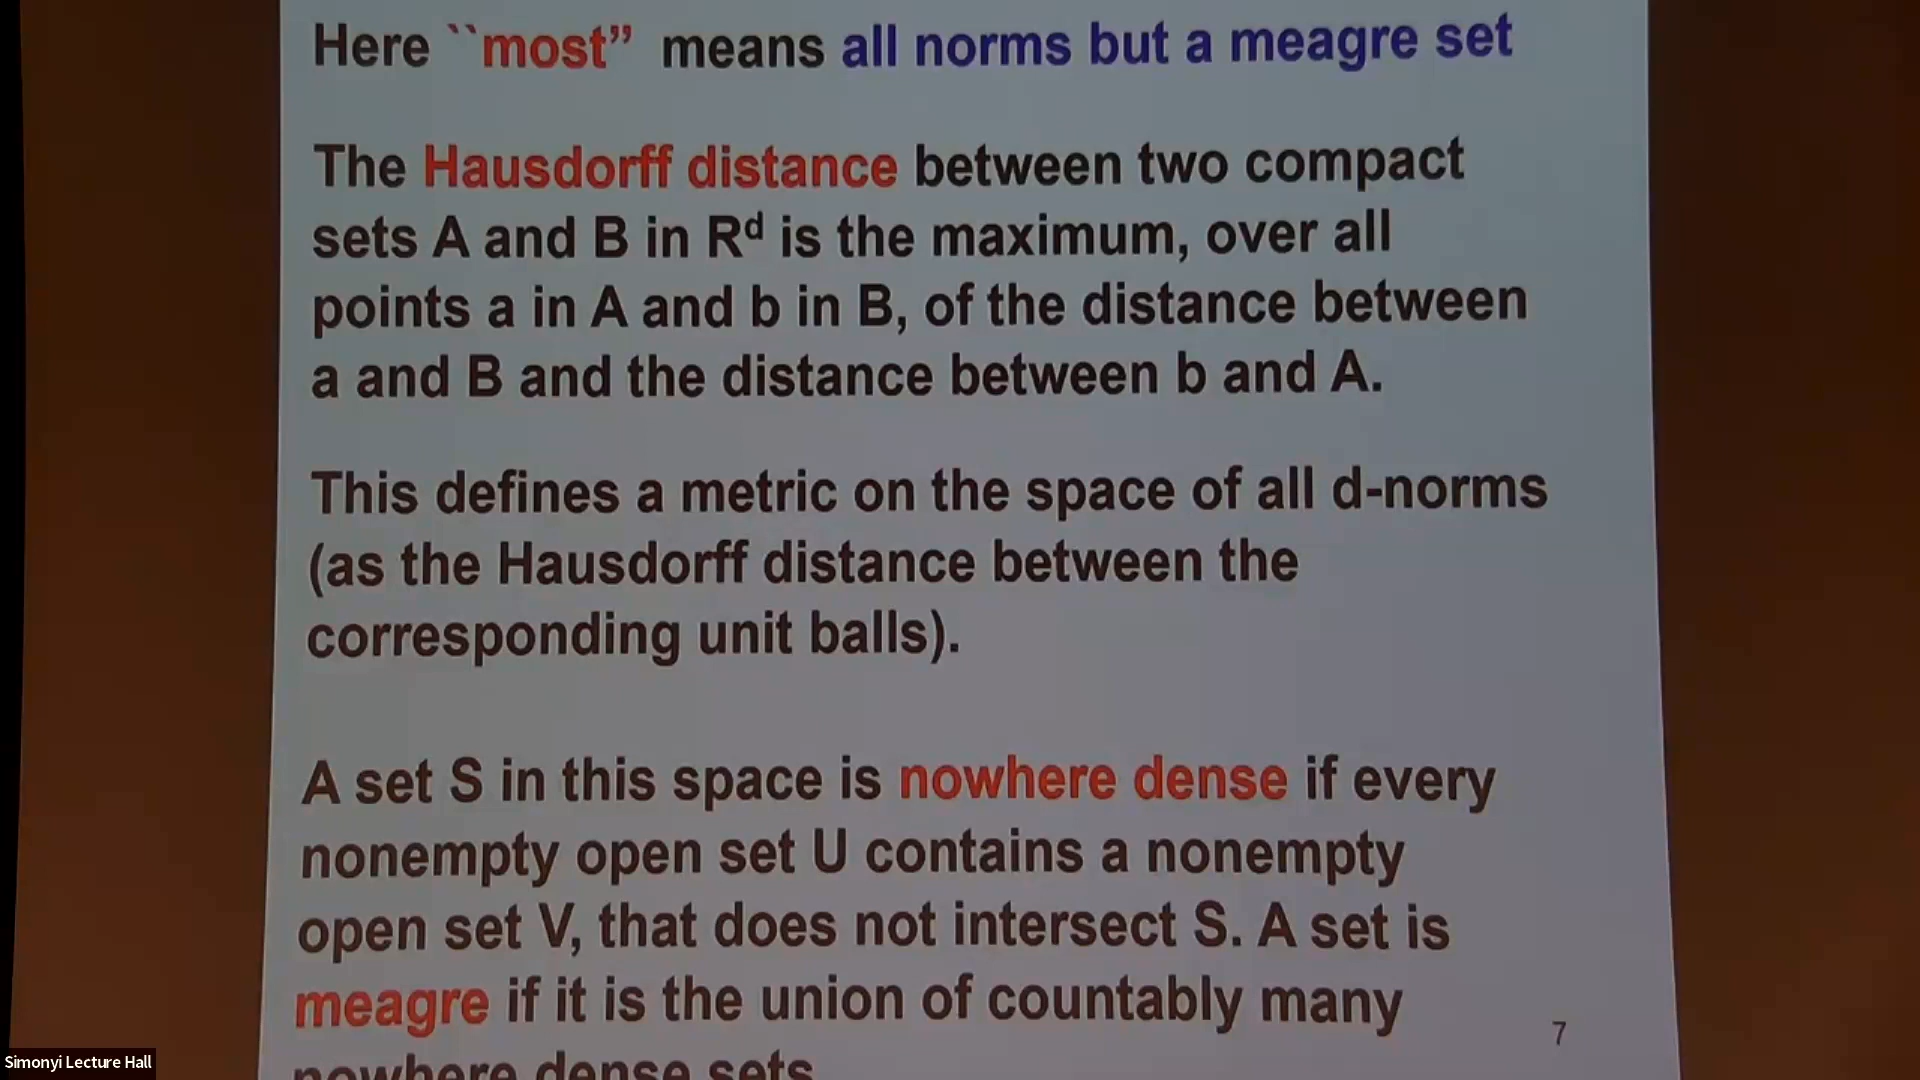 Here ``most” means all norms but a meagre set
The Hausdorff distance between two compact
sets A and B in Rᵈ is the maximum, over all
points a in A and b in B, of the distance between
a and B and the distance between b and A.
This defines a metric on the space of all d-norms
(as the Hausdorff distance between the
corresponding unit balls).
A set S in this space is nowhere dense if every
nonempty open set U contains a nonempty
open set V, that does not intersect S. A set is
meagre if it is the union of countably many
nowhere dense sets
7
Simonyi Lecture Hall